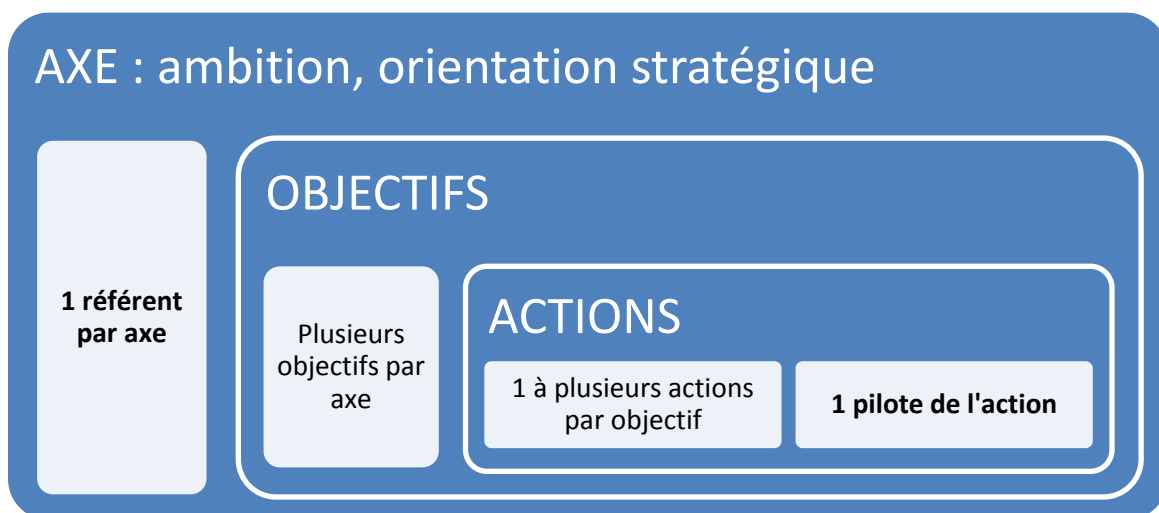 AXE : ambition, orientation stratégique
1 référent
par axe
OBJECTIFS
Plusieurs
objectifs par
axe
ACTIONS
1 à plusieurs actions
par objectif
1 pilote de l'action